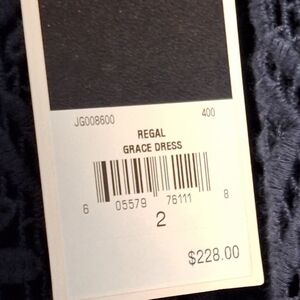 JG008600 400
REGAL
GRACE DRESS
6 05579 76111 8
2
$228.00